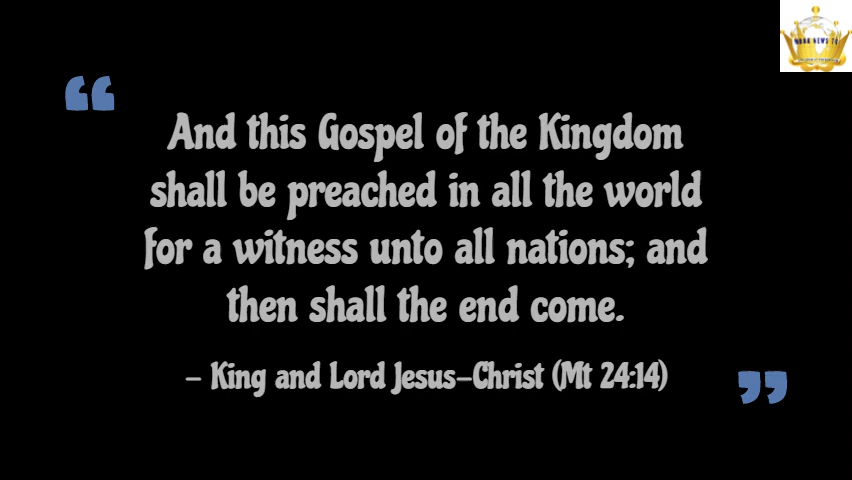 “
And this Gospel of the Kingdom
shall be preached in all the world
for a witness unto all nations; and
then shall the end come.
– King and Lord Jesus–Christ (Mt 24:14)
”